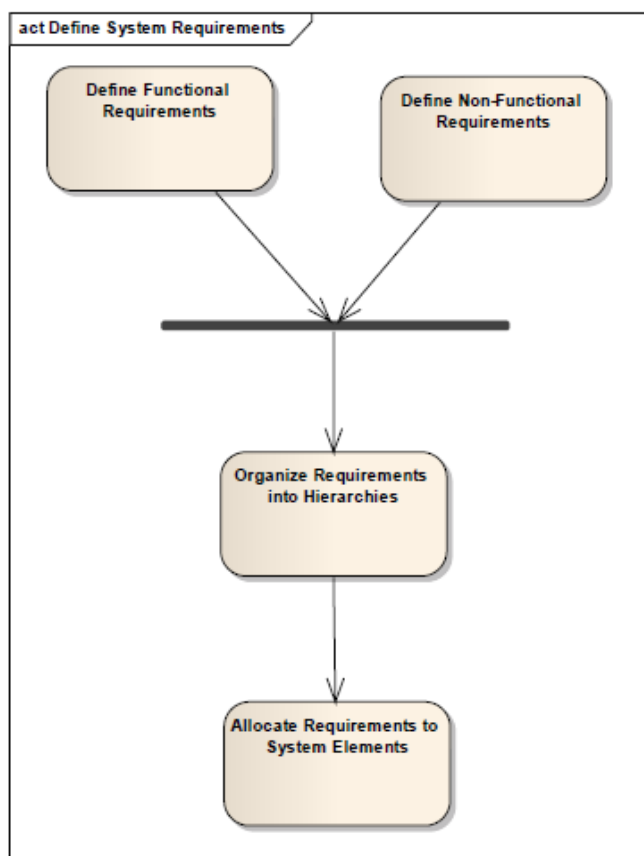 act Define System Requirements
Define Functional
Requirements
Define Non-Functional
Requirements
Organize Requirements
into Hierarchies
Allocate Requirements to
System Elements